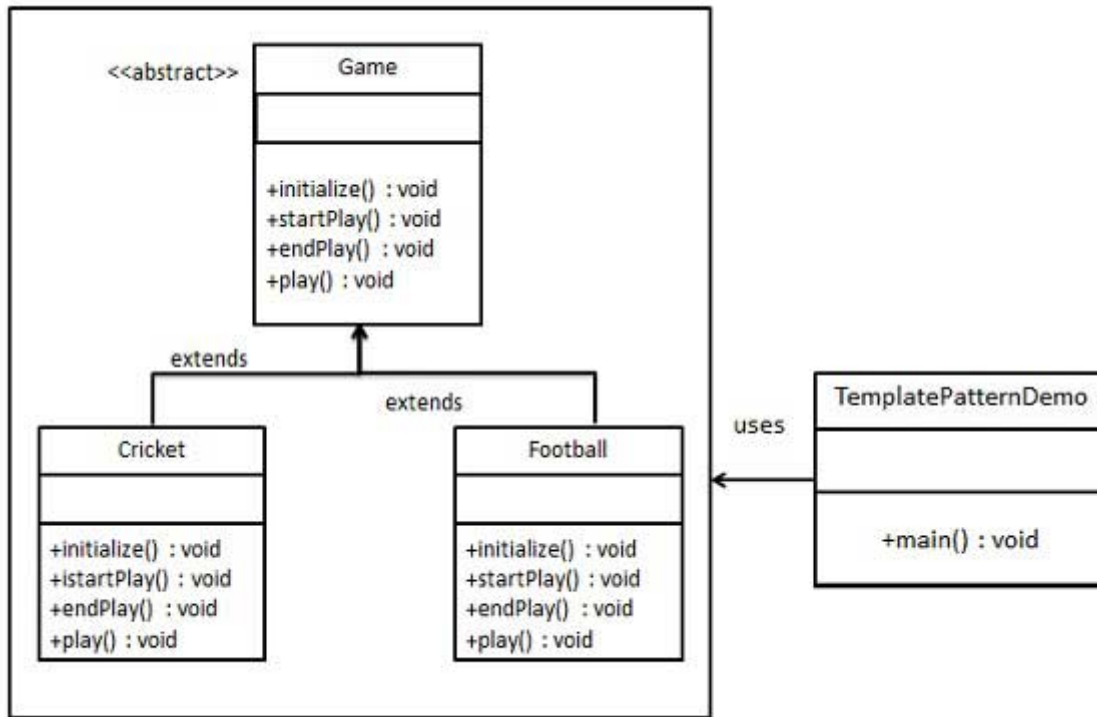 <<abstract>>
Game
+initialize() : void
+startPlay() : void
+endPlay() : void
+play() : void
extends
extends
Cricket
+initialize() : void
+istartPlay() : void
+endPlay() : void
+play() : void
Football
+initialize() : void
+startPlay() : void
+endPlay() : void
+play() : void
uses
TemplatePatternDemo
+main() : void